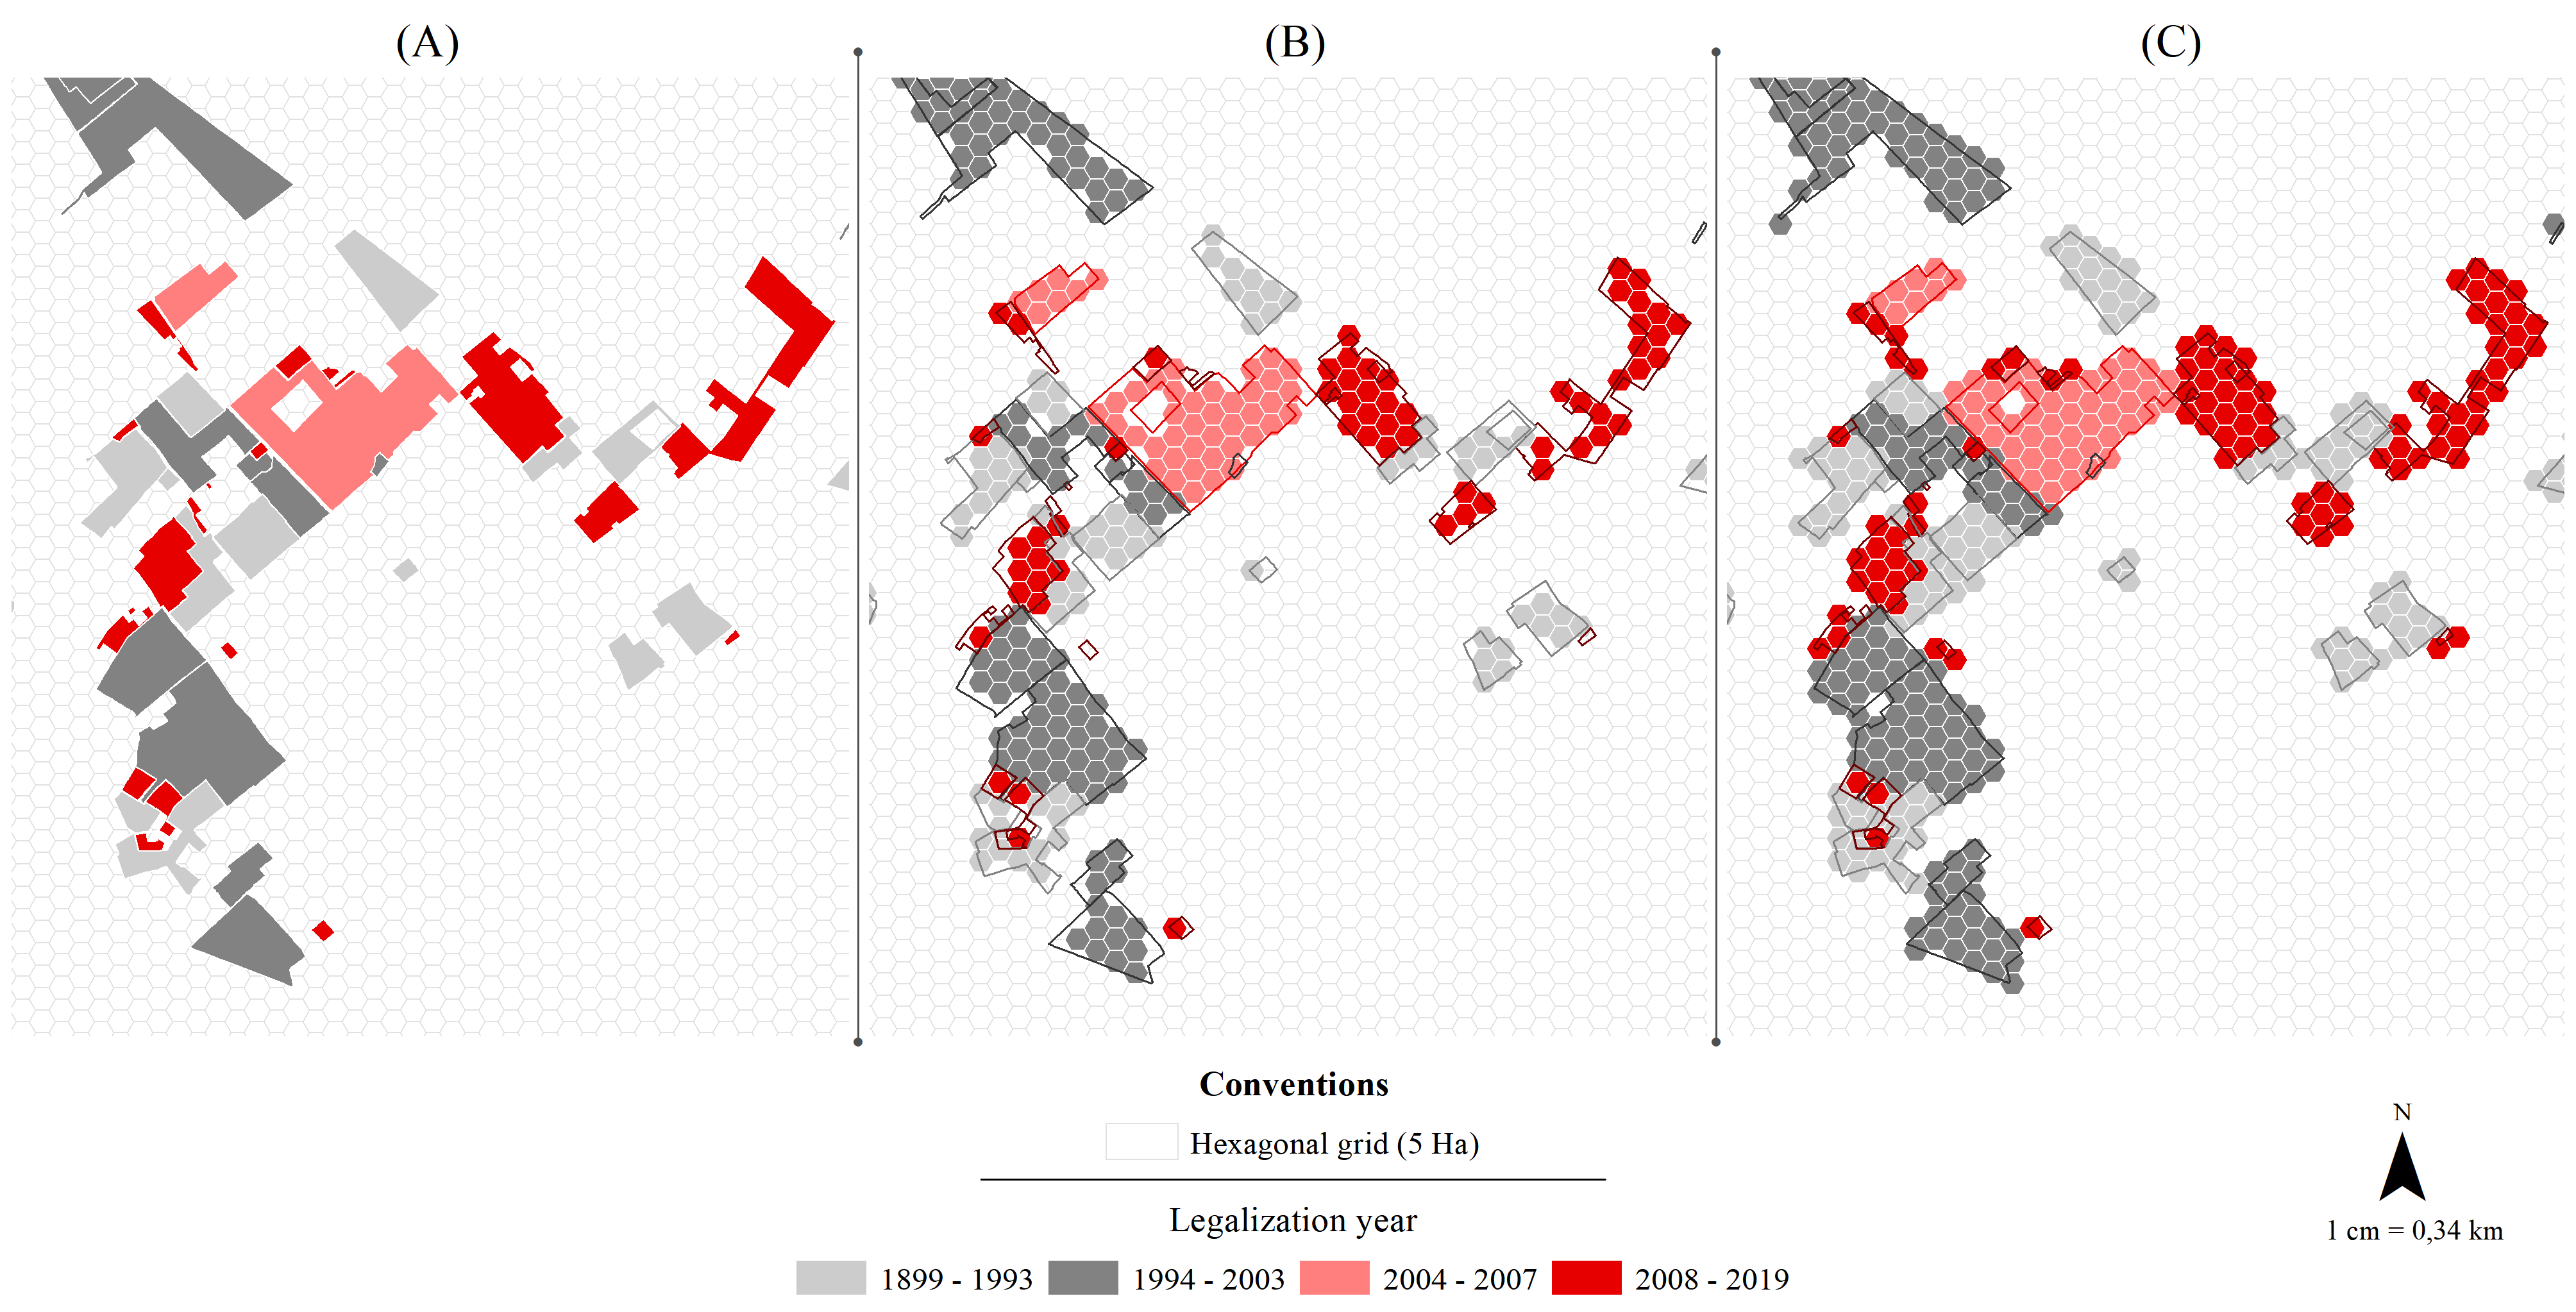 (A)
(B)
(C)
Conventions
Hexagonal grid (5 Ha)
Legalization year
1899 - 1993
1994 - 2003
2004 - 2007
2008 - 2019
N
1 cm = 0,34 km